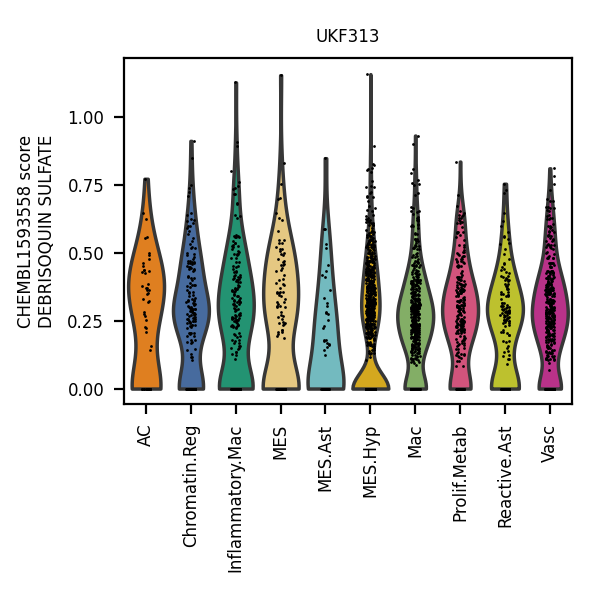 UKF313
CHEMBL1593558 score
DEBRISOQUIN SULFATE
1.00
0.75
0.50
0.25
0.00
AC
Chromatin.Reg
Inflammatory.Mac
MES
MES.Ast
MES.Hyp
Mac
Prolif.Metab
Reactive.Ast
Vasc